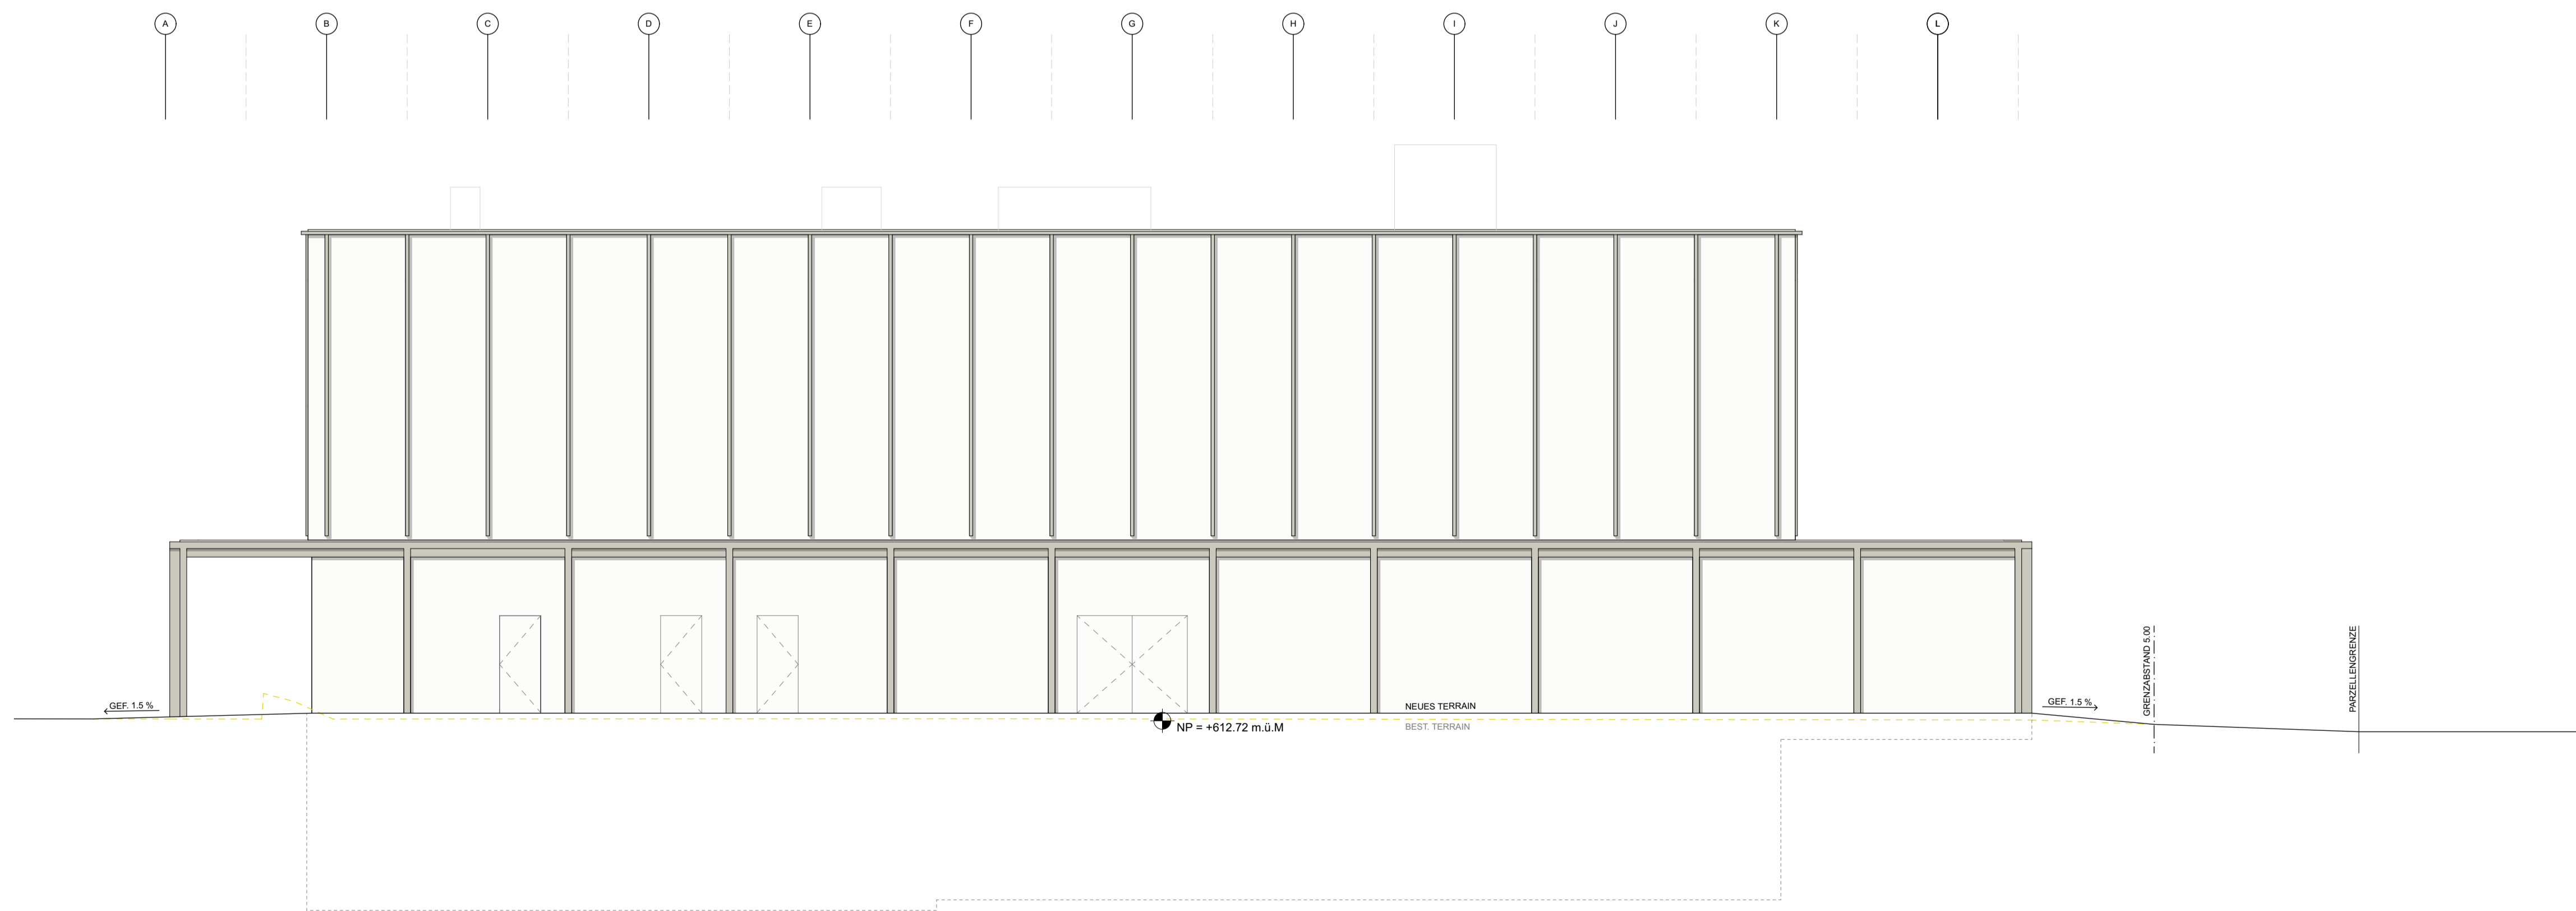 A
B
C
D
E
F
G
H
I
J
K
L
GRENZABSTAND 5.00
PARZELLENGRENZE
GEF. 1.5 %
GEF. 1.5 %
NEUES TERRAIN
NP = +612.72 m.ü.M
BEST. TERRAIN